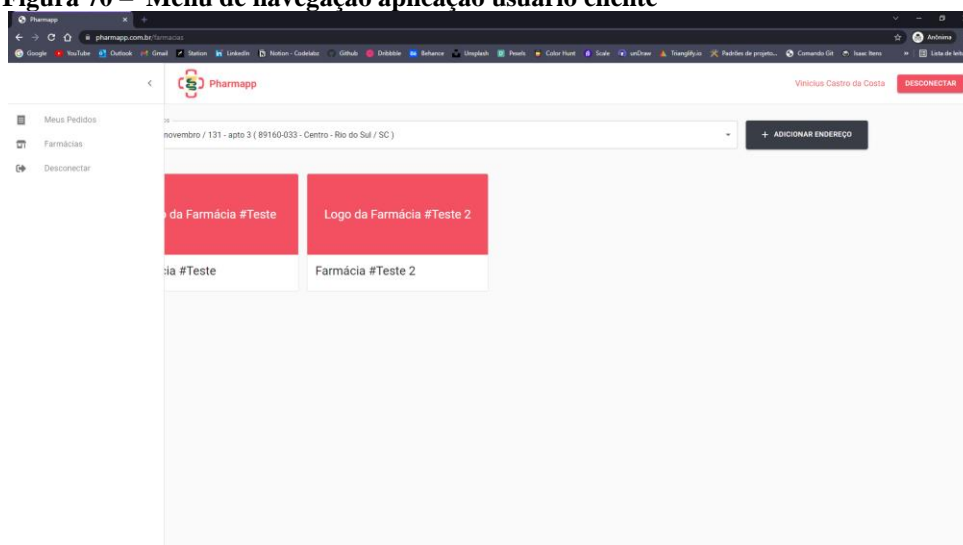 Figura 70 – Menu de navegação aplicação usuário cliente
Pharmapp
pharmapp.com.br/farmacias
Anônima
Google YouTube Outlook Gmail Station Linkedin Notion - Codelabs Github Dribbble Behance Unsplash Pexels Color Hunt Scale unDraw Trianglify.io Padrões de projeto... Comando Git Isaac Itens » Lista de leitu
Pharmapp
Vinicius Castro da Costa
DESCONECTAR
Meus Pedidos
Farmácias
Desconectar
novembro / 131 - apto 3 ( 89160-033 - Centro - Rio do Sul / SC )
+ ADICIONAR ENDEREÇO
da Farmácia #Teste
Logo da Farmácia #Teste 2
cia #Teste
Farmácia #Teste 2